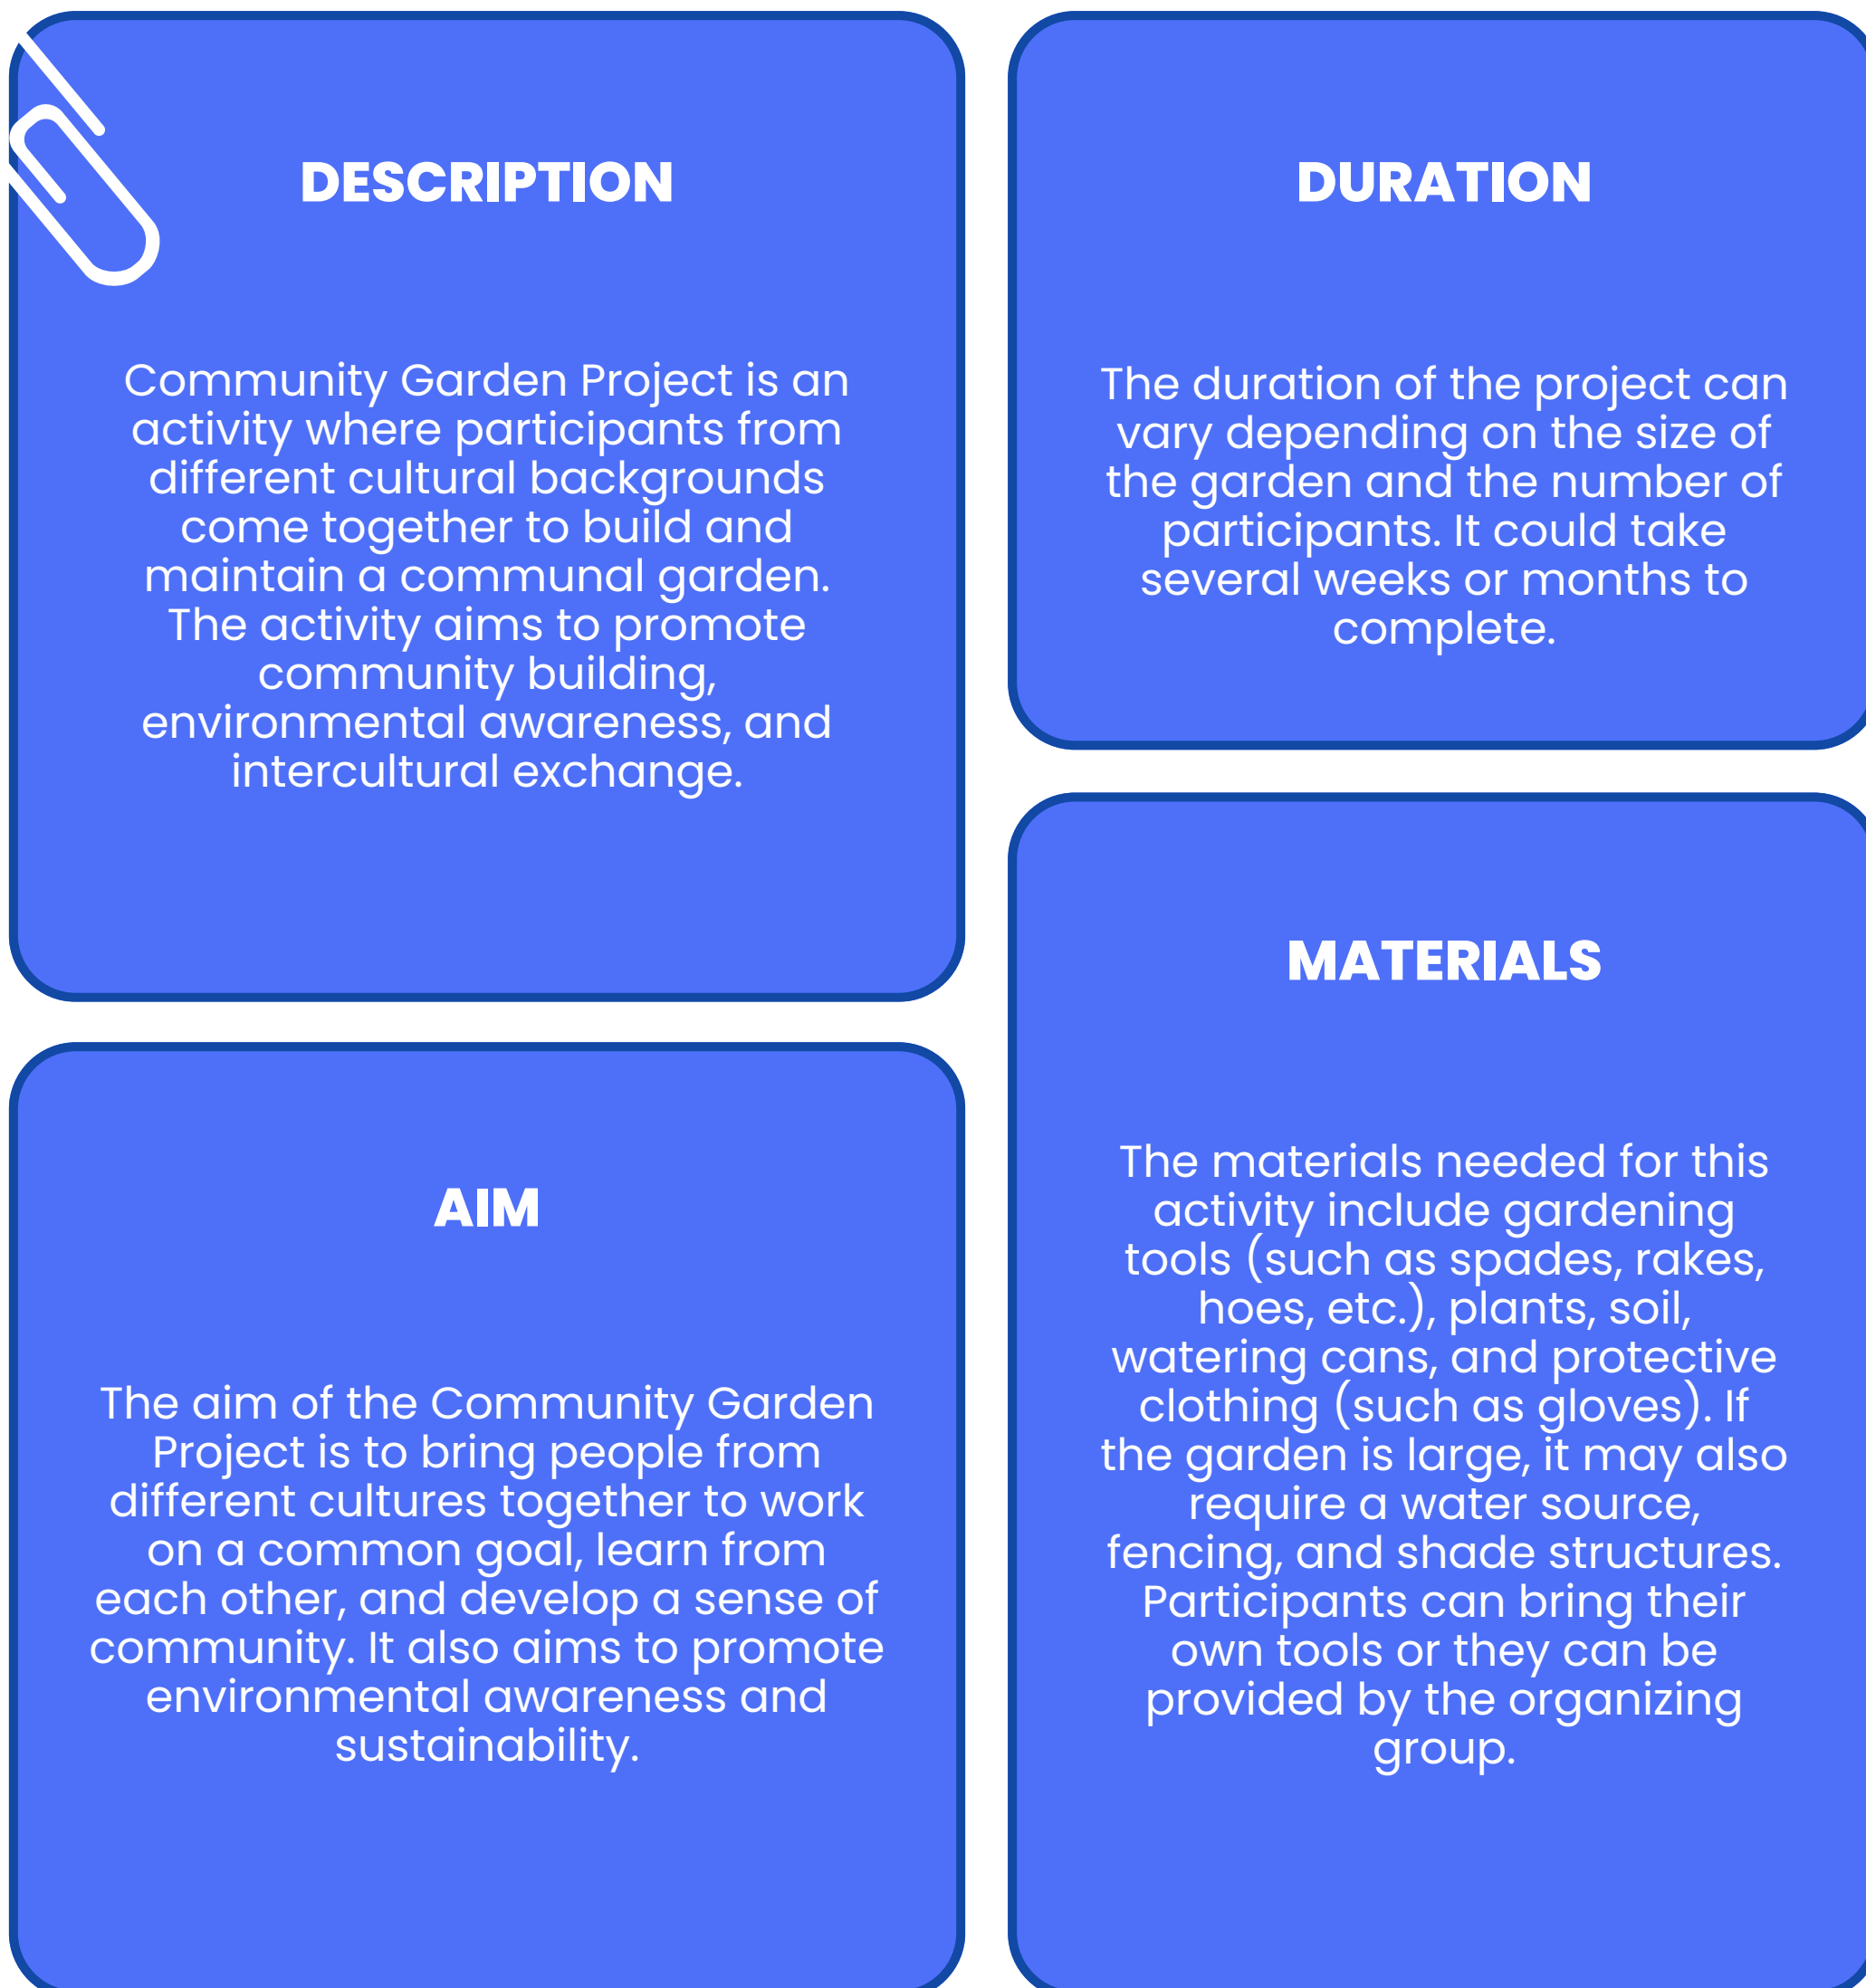 DESCRIPTION
Community Garden Project is an
activity where participants from
different cultural backgrounds
come together to build and
maintain a communal garden.
The activity aims to promote
community building,
environmental awareness, and
intercultural exchange.
AIM
The aim of the Community Garden
Project is to bring people from
different cultures together to work
on a common goal, learn from
each other, and develop a sense of
community. It also aims to promote
environmental awareness and
sustainability.
DURATION
The duration of the project can
vary depending on the size of
the garden and the number of
participants. It could take
several weeks or months to
complete.
MATERIALS
The materials needed for this
activity include gardening
tools (such as spades, rakes,
hoes, etc.), plants, soil,
watering cans, and protective
clothing (such as gloves). If
the garden is large, it may also
require a water source,
fencing, and shade structures.
Participants can bring their
own tools or they can be
provided by the organizing
group.